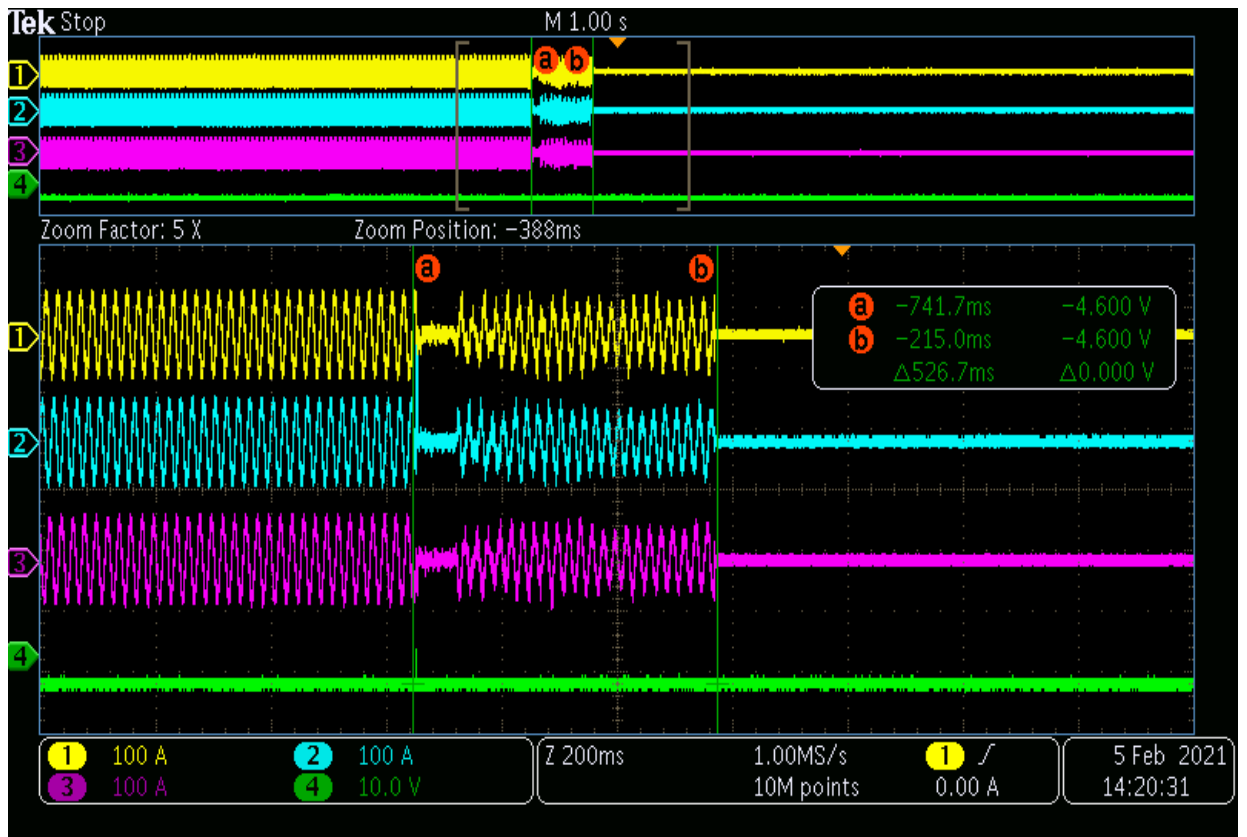 Tek Stop M 1.00 s
1
a b
2
3
4
Zoom Factor: 5 X Zoom Position: -388ms
a b
a -741.7ms -4.600 V
b -215.0ms -4.600 V
△526.7ms △0.000 V
1
2
3
4
1 100 A 2 100 A Z 200ms 1.00MS/s 1 5 Feb 2021
3 100 A 4 10.0 V 10M points 0.00 A 14:20:31